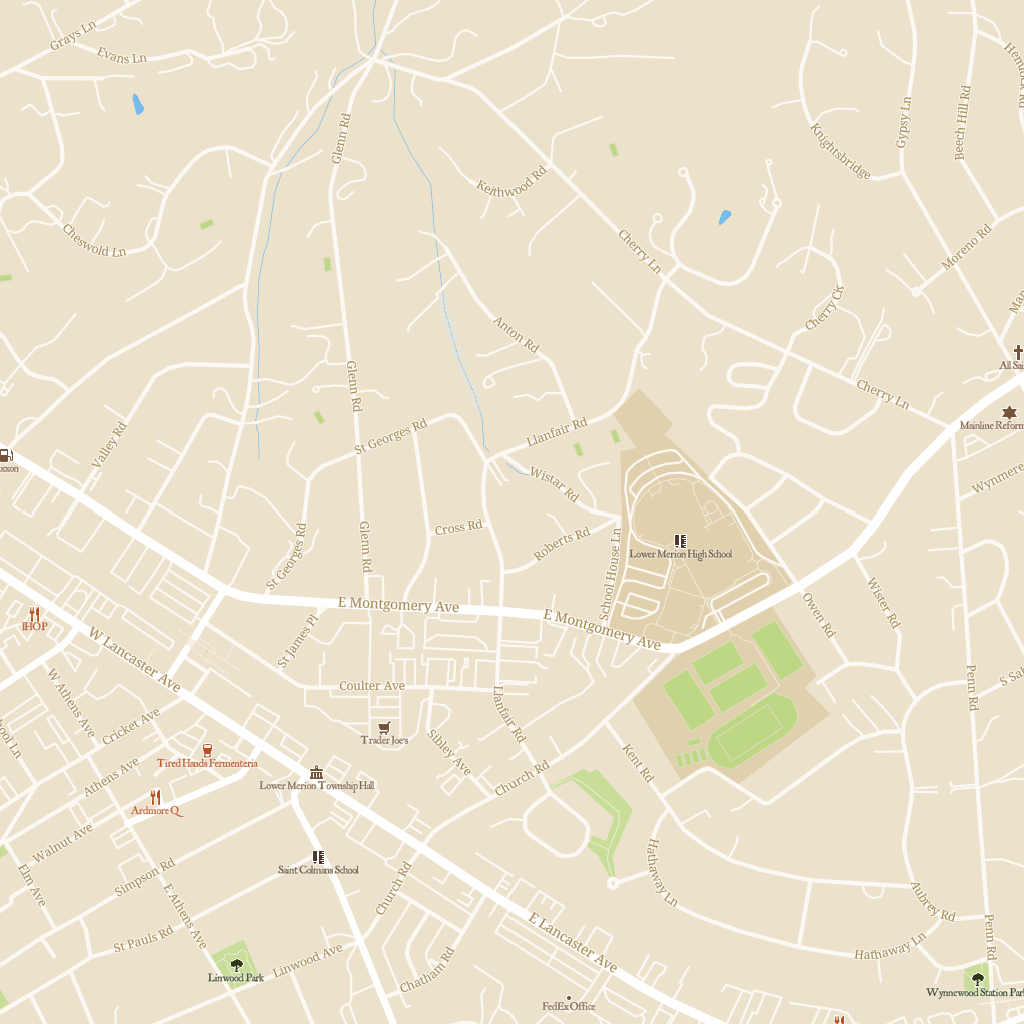 Grays Ln
Evans Ln
Hemlock Rd
Gypsy Ln
Beech Hill Rd
Glenn Rd
Knightsbridge
Keithwood Rd
Cheswold Ln
Cherry Ln
Moreno Rd
Cherry Ck
Anton Rd
All Sai
Glenn Rd
Cherry Ln
Mainline Reform
St Georges Rd
Llanfair Rd
Valley Rd
xxon
Wistar Rd
Wynmere
Cross Rd
Glenn Rd
Roberts Rd
Lower Merion High School
St Georges Rd
School House Ln
E Montgomery Ave
E Montgomery Ave
Owen Rd
Wister Rd
IHOP
St James Pl
W Lancaster Ave
Coulter Ave
W Athens Ave
Penn Rd
Llanfair Rd
Cricket Ave
Trader Joe's
Sibley Ave
Tired Hands Fermenteria
Kent Rd
Athens Ave
Church Rd
Lower Merion Township Hall
Ardmore Q
Walnut Ave
Saint Colmans School
Hathaway Ln
Simpson Rd
Elm Ave
E Athens Ave
Church Rd
Aubrey Rd
St Pauls Rd
E Lancaster Ave
Penn Rd
Hathaway Ln
Linwood Ave
Linwood Park
Chatham Rd
Wynnewood Station Park
FedEx Office